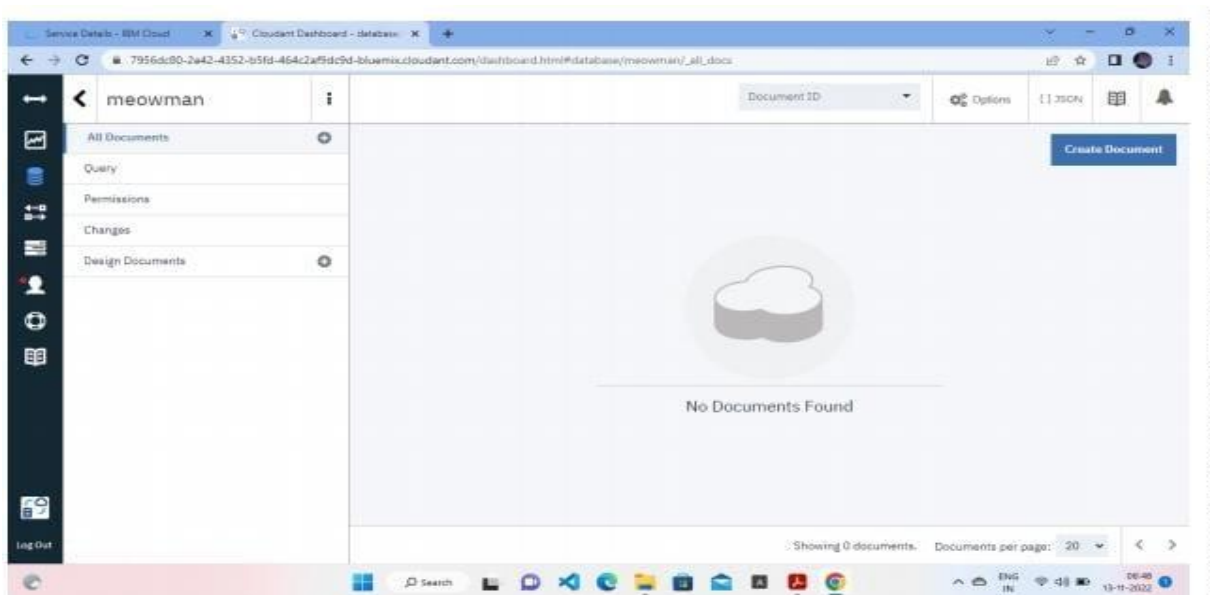 Service Details - IBM Cloud
Cloudant Dashboard - database
7956dc80-2a42-4352-b5fd-464c2af9dc9d-bluemix.cloudant.com/dashboard.html#database/meowman/_all_docs
meowman
Document ID
Options
{ } JSON
All Documents
Create Document
Query
Permissions
Changes
Design Documents
No Documents Found
Showing 0 documents.
Documents per page: 20
Log Out
Search
ENG
IN
06:48
13-11-2022